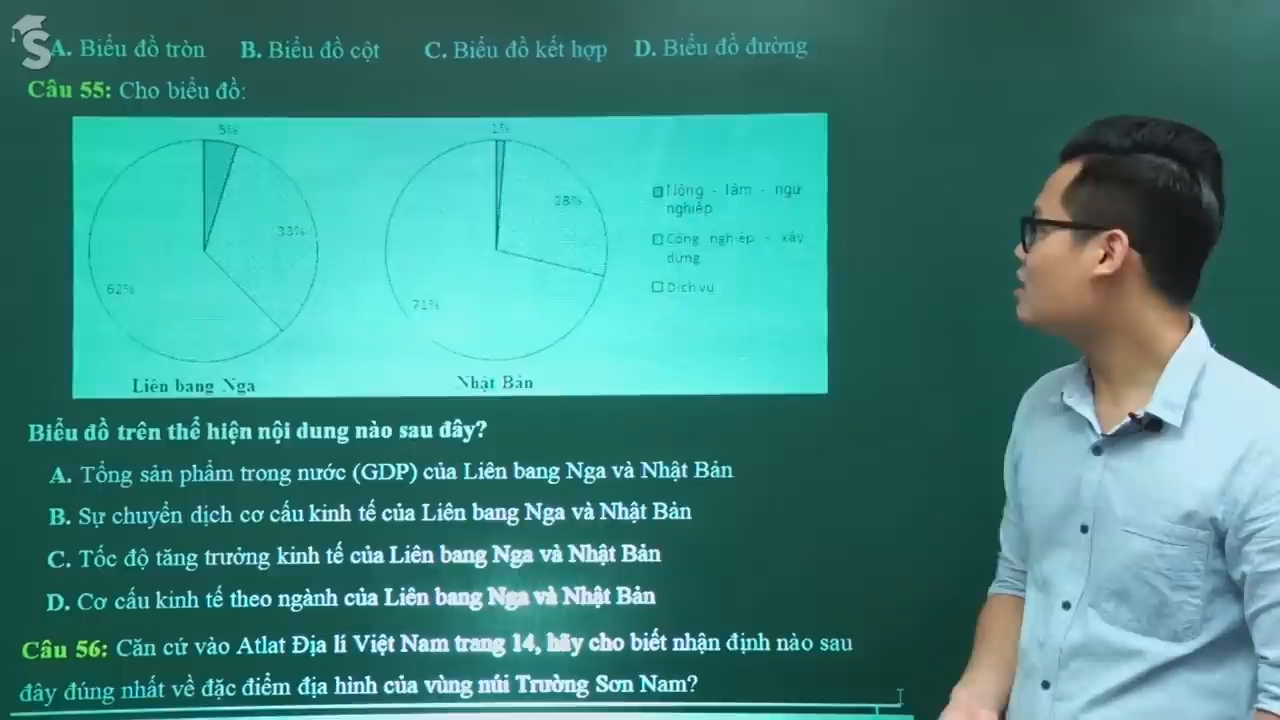 S
A. Biểu đồ tròn B. Biểu đồ cột C. Biểu đồ kết hợp D. Biểu đồ đường
Câu 55: Cho biểu đồ:
5%
33%
62%
Liên bang Nga
1%
28%
71%
Nhật Bản
Nông - lâm - ngư
nghiệp
Công nghiệp - xây
dựng
Dịch vụ
Biểu đồ trên thể hiện nội dung nào sau đây?
A. Tổng sản phẩm trong nước (GDP) của Liên bang Nga và Nhật Bản
B. Sự chuyển dịch cơ cấu kinh tế của Liên bang Nga và Nhật Bản
C. Tốc độ tăng trưởng kinh tế của Liên bang Nga và Nhật Bản
D. Cơ cấu kinh tế theo ngành của Liên bang Nga và Nhật Bản
Câu 56: Căn cứ vào Atlat Địa lí Việt Nam trang 14, hãy cho biết nhận định nào sau
đây đúng nhất về đặc điểm địa hình của vùng núi Trường Sơn Nam?